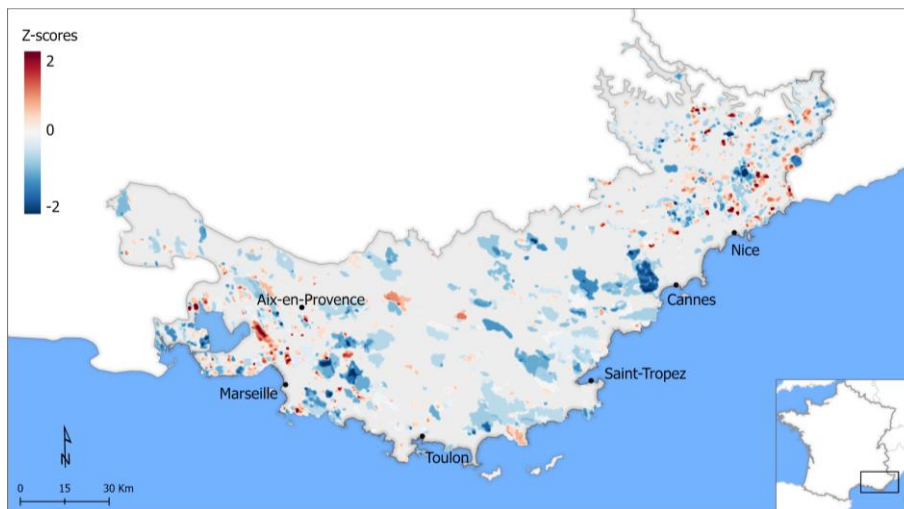 Z-scores
2
0
-2
Nice
Cannes
Aix-en-Provence
Saint-Tropez
Marseille
Toulon
N
0 15 30 Km